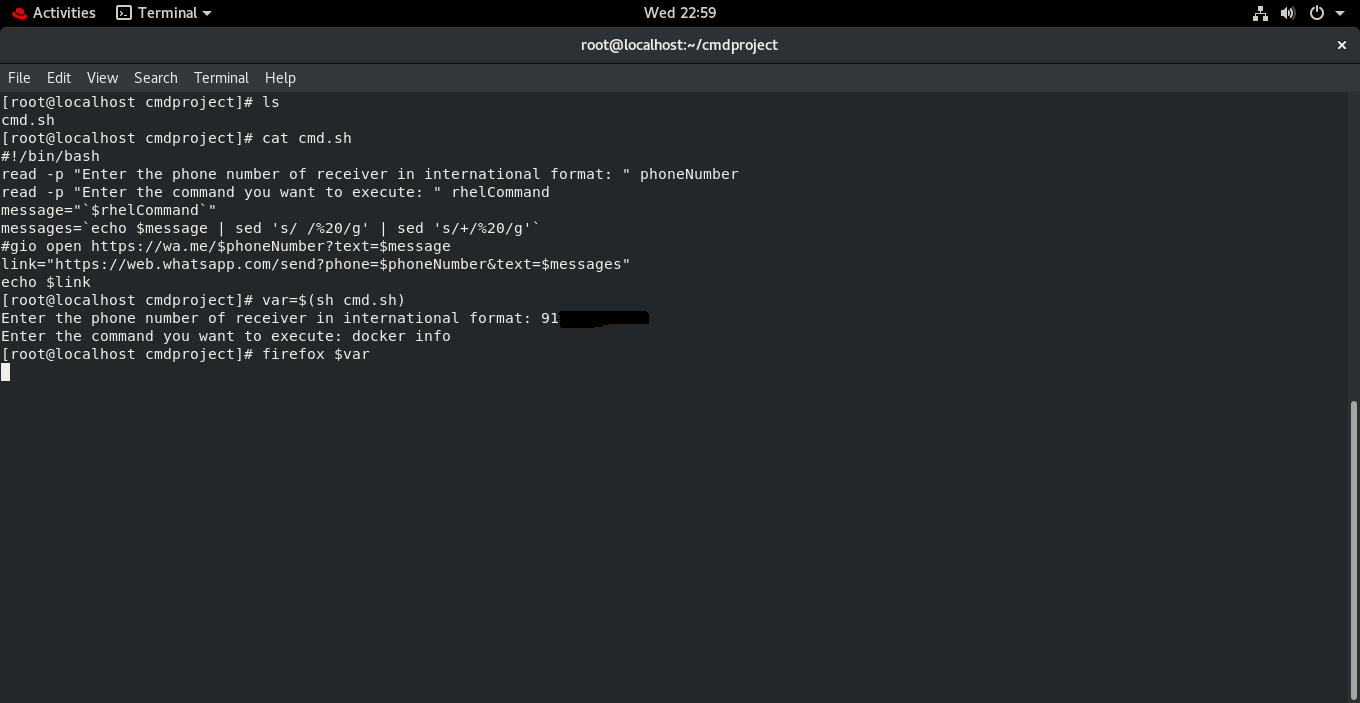 Activities Terminal Wed 22:59
root@localhost:~/cmdproject ×
File Edit View Search Terminal Help
[root@localhost cmdproject]# ls
cmd.sh
[root@localhost cmdproject]# cat cmd.sh
#!/bin/bash
read -p "Enter the phone number of receiver in international format: " phoneNumber
read -p "Enter the command you want to execute: " rhelCommand
message="`$rhelCommand`"
messages=`echo $message | sed 's/ /%20/g' | sed 's/+/%20/g'`
#gio open https://wa.me/$phoneNumber?text=$message
link="https://web.whatsapp.com/send?phone=$phoneNumber&text=$messages"
echo $link
[root@localhost cmdproject]# var=$(sh cmd.sh)
Enter the phone number of receiver in international format: 91
Enter the command you want to execute: docker info
[root@localhost cmdproject]# firefox $var